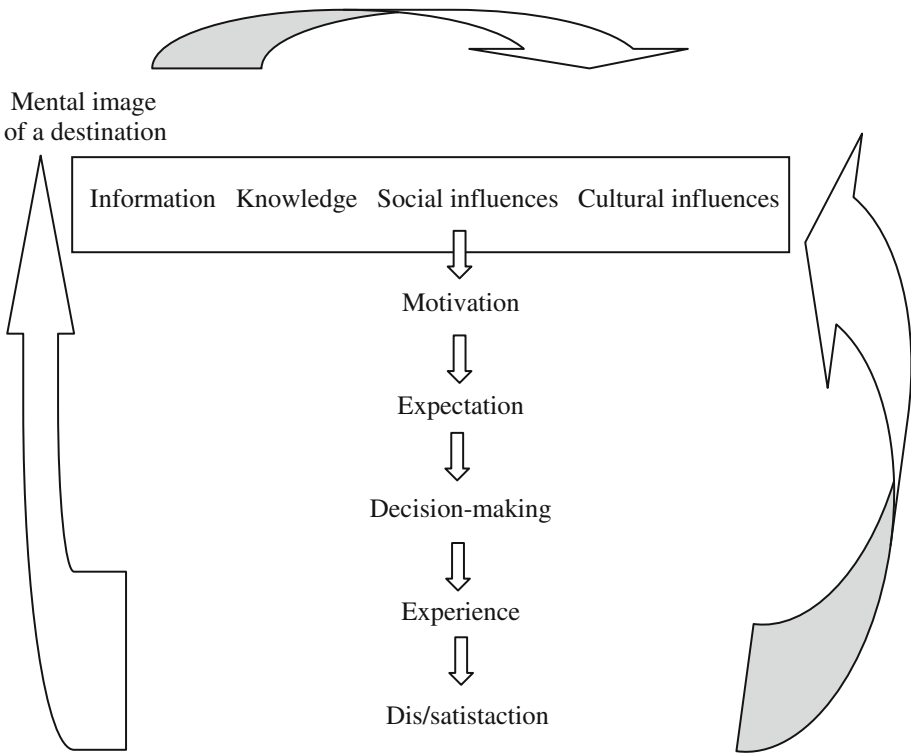 Mental image
of a destination
Information Knowledge Social influences Cultural influences
Motivation
Expectation
Decision-making
Experience
Dis/satistaction